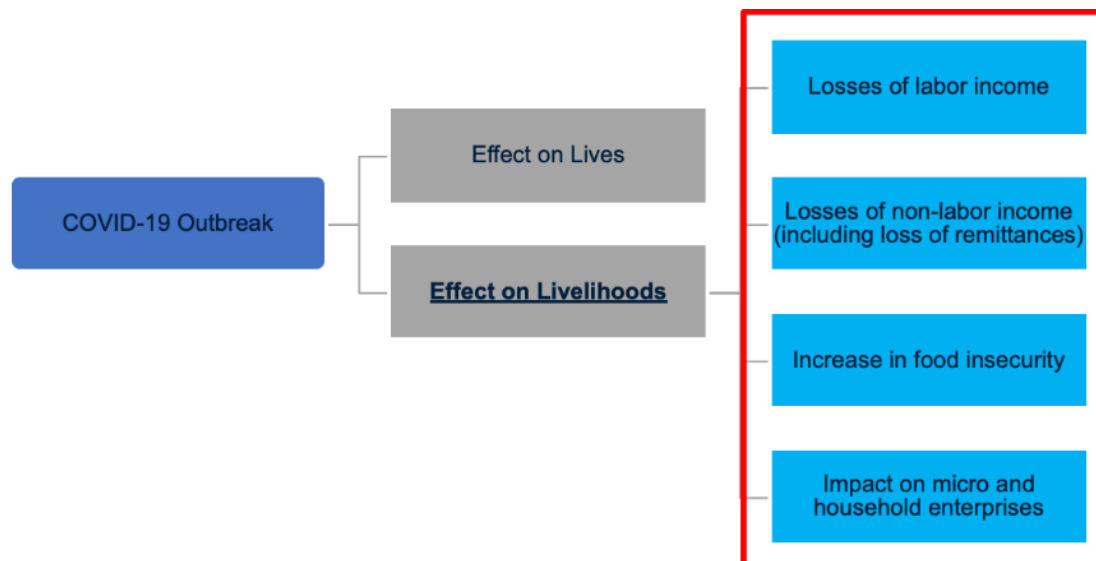 COVID-19 Outbreak
Effect on Lives
Effect on Livelihoods
Losses of labor income
Losses of non-labor income
(including loss of remittances)
Increase in food insecurity
Impact on micro and
household enterprises